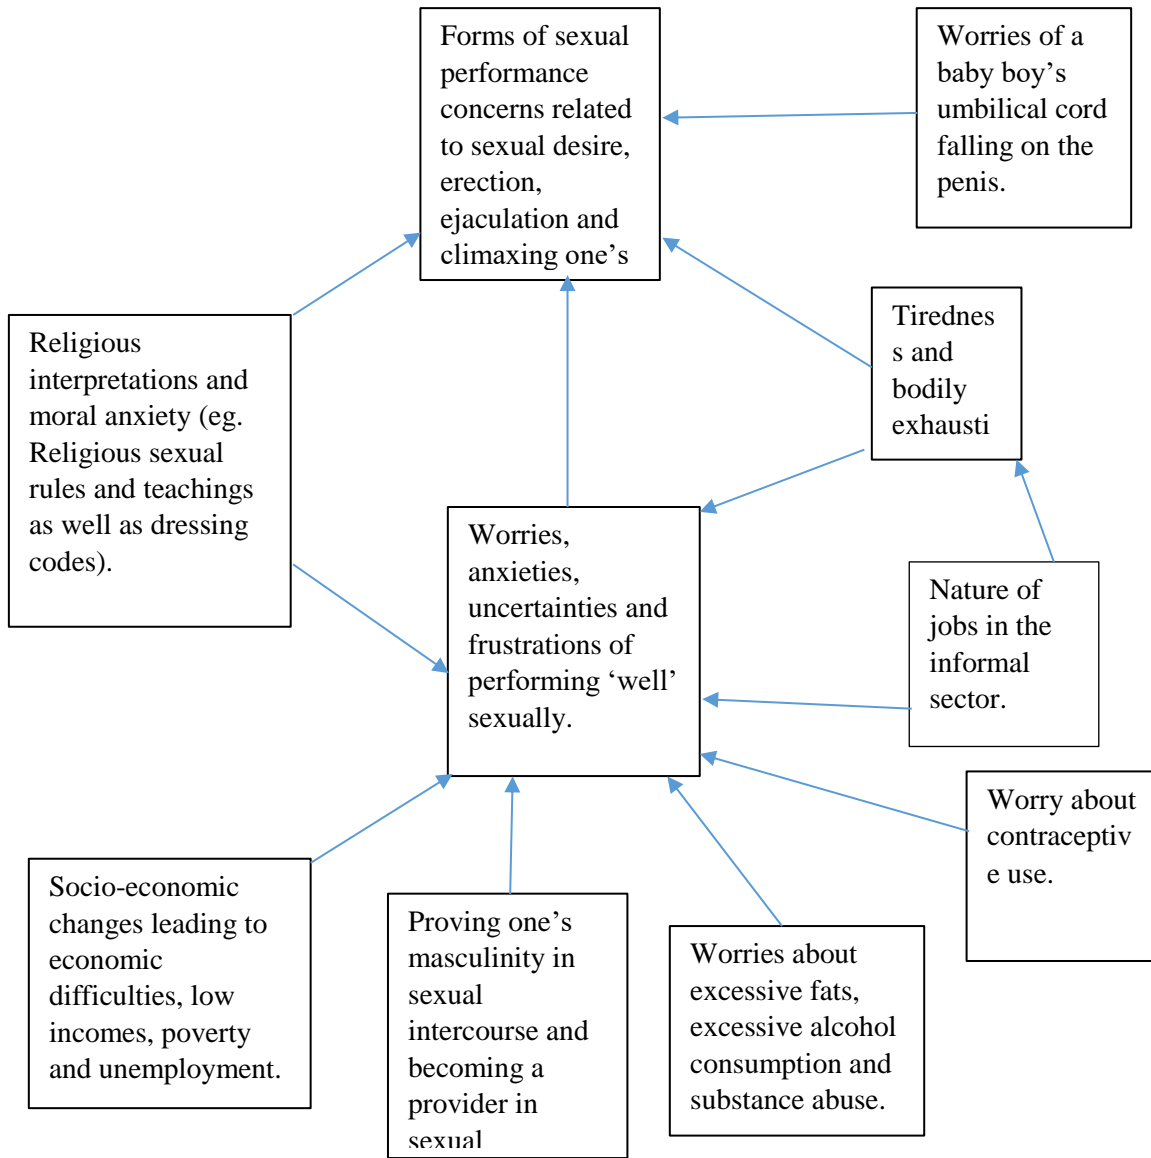 Forms of sexual
performance
concerns related
to sexual desire,
erection,
ejaculation and
climaxing one’s
Worries of a
baby boy’s
umbilical cord
falling on the
penis.
Religious
interpretations and
moral anxiety (eg.
Religious sexual
rules and teachings
as well as dressing
codes).
Tirednes
s and
bodily
exhausti
Worries,
anxieties,
uncertainties and
frustrations of
performing ‘well’
sexually.
Nature of
jobs in the
informal
sector.
Worry about
contraceptiv
e use.
Socio-economic
changes leading to
economic
difficulties, low
incomes, poverty
and unemployment.
Proving one’s
masculinity in
sexual
intercourse and
becoming a
provider in
sexual
Worries about
excessive fats,
excessive alcohol
consumption and
substance abuse.